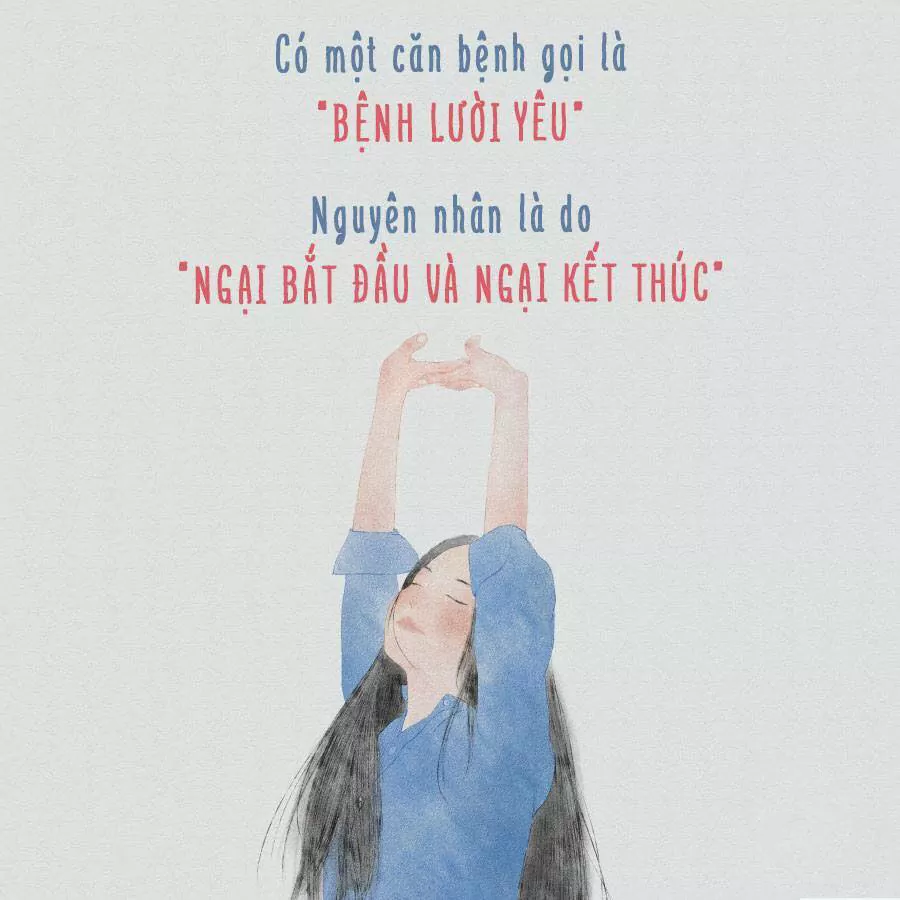 Có một căn bệnh gọi là
"BỆNH LƯỜI YÊU"
Nguyên nhân là do
"NGẠI BẮT ĐẦU VÀ NGẠI KẾT THÚC"